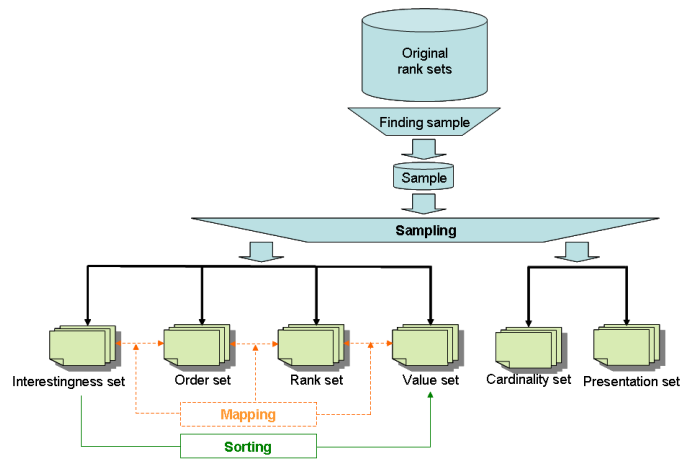 Original
rank sets
Finding sample
Sample
Sampling
Interestingness set
Order set
Rank set
Value set
Cardinality set
Presentation set
Mapping
Sorting